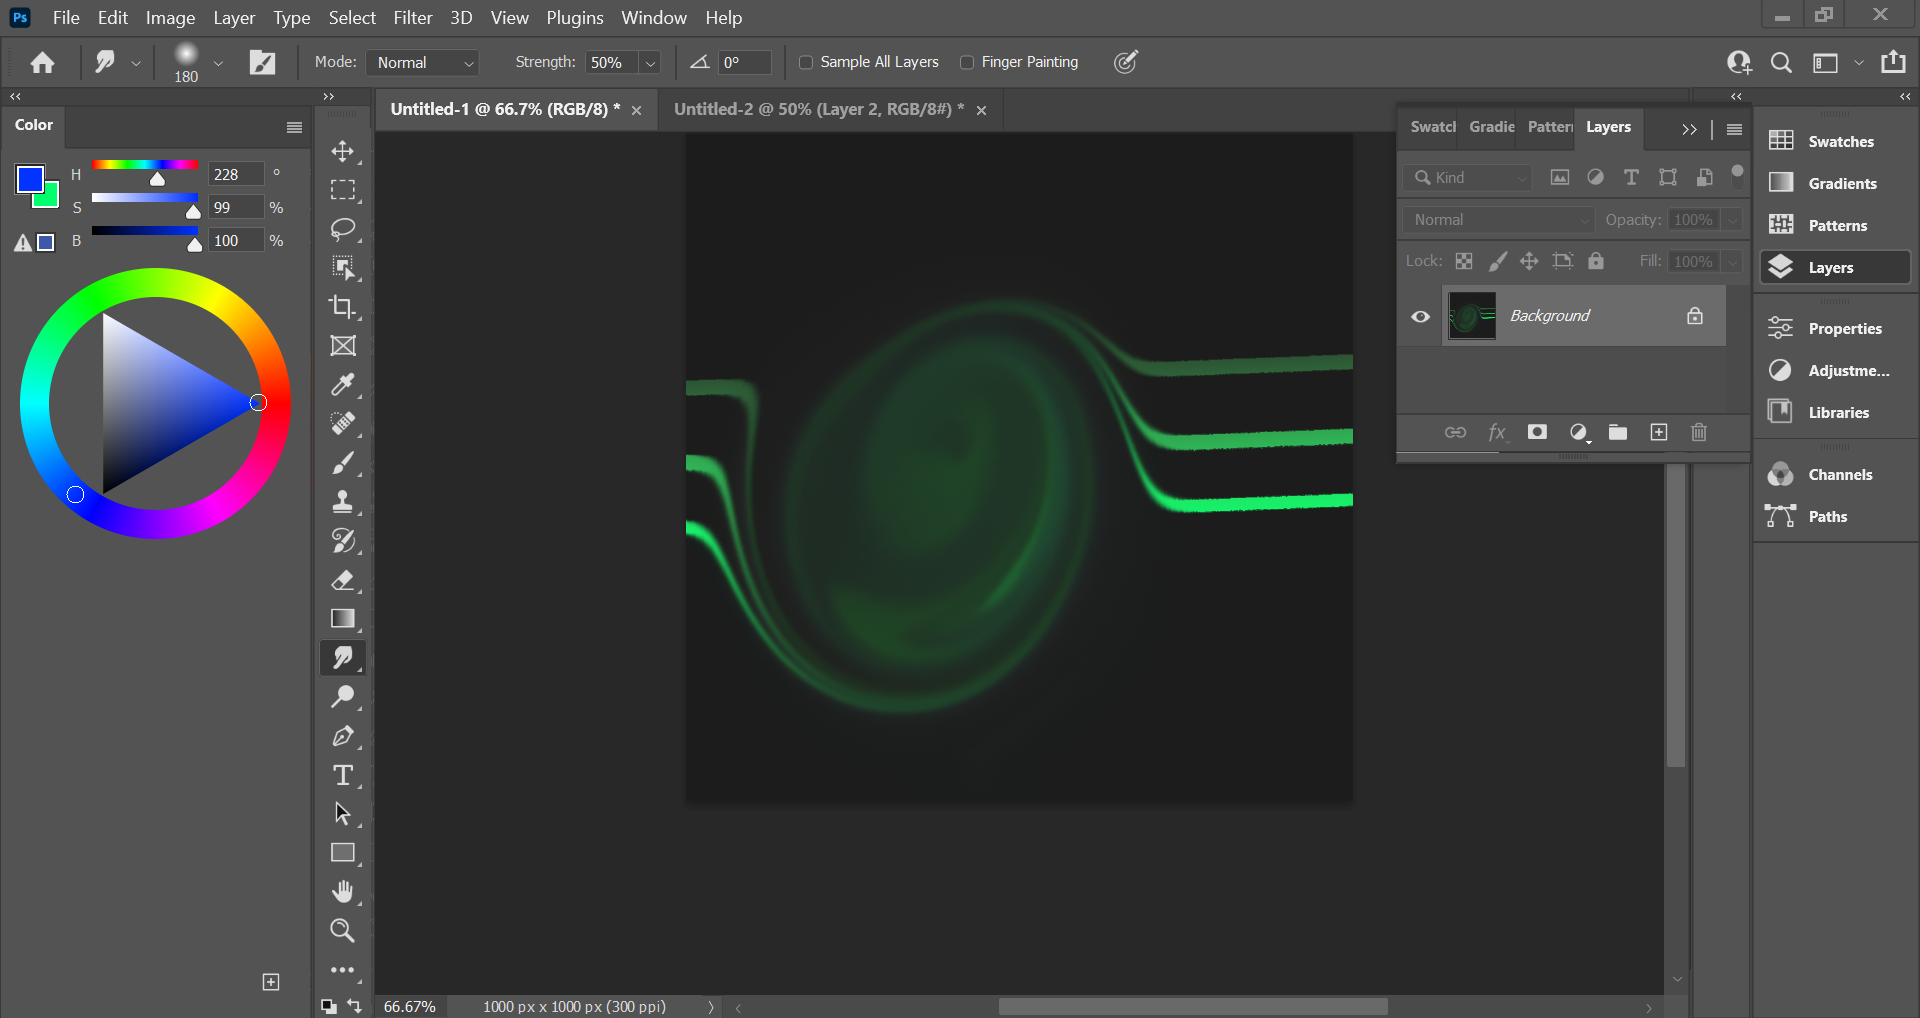 Ps File Edit Image Layer Type Select Filter 3D View Plugins Window Help
180 Mode: Normal Strength: 50% 0° Sample All Layers Finger Painting
Untitled-1 @ 66.7% (RGB/8) * Untitled-2 @ 50% (Layer 2, RGB/8#) *
Color
H 228 °
S 99 %
B 100 %
Swatch Gradie Patter Layers
Kind
Normal Opacity: 100%
Lock: Fill: 100%
Background
fx
Swatches
Gradients
Patterns
Layers
Properties
Adjustme...
Libraries
Channels
Paths
66.67% 1000 px x 1000 px (300 ppi)